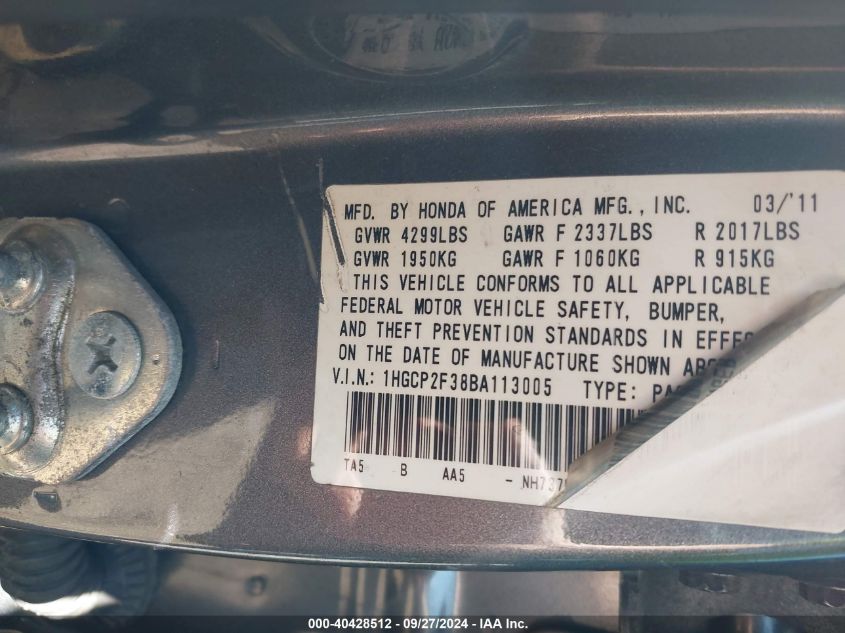 MFD. BY HONDA OF AMERICA MFG., INC. 03/'11
GVWR 4299LBS GAWR F 2337LBS R 2017LBS
GVWR 1950KG GAWR F 1060KG R 915KG
THIS VEHICLE CONFORMS TO ALL APPLICABLE
FEDERAL MOTOR VEHICLE SAFETY, BUMPER,
AND THEFT PREVENTION STANDARDS IN
ON THE DATE OF MANUFACTURE SHOWN
V.I.N.: 1HGCP2F38BA113005 TYPE:
TA5 B AA5 -
000-40428512 - 09/27/2024 - IAA Inc.